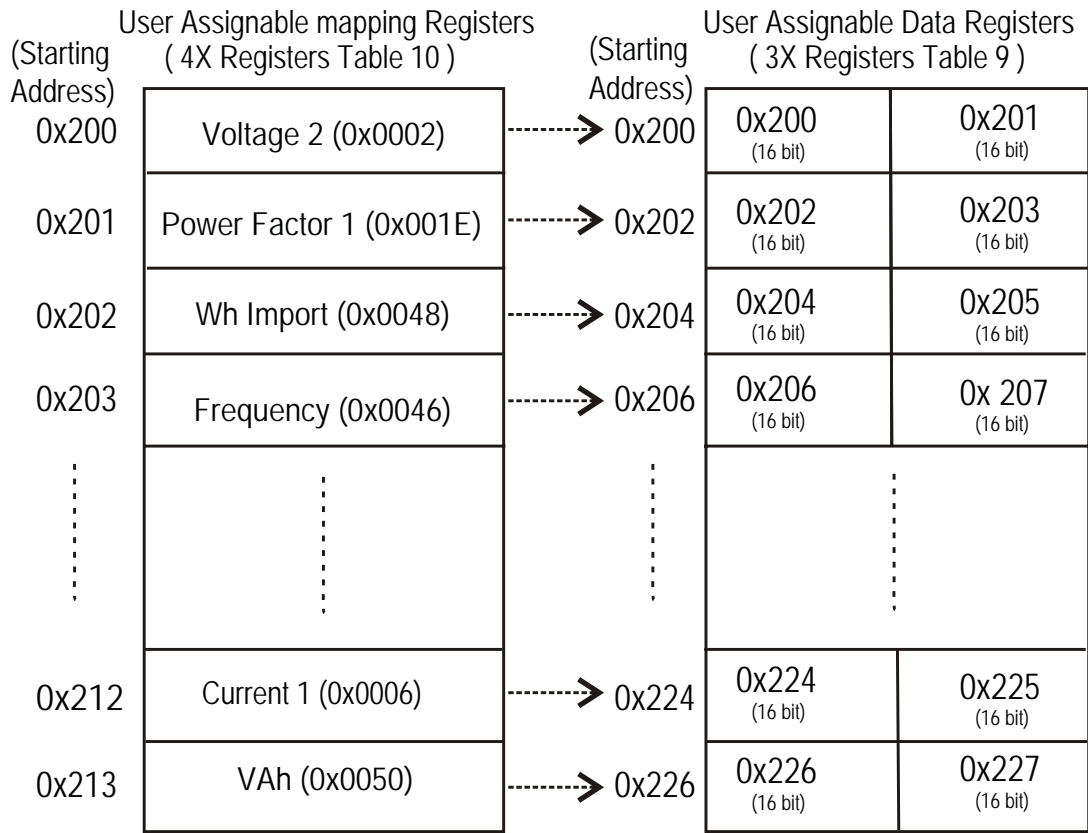 User Assignable mapping Registers
( 4X Registers Table 10 )
(Starting
Address)
User Assignable Data Registers
( 3X Registers Table 9 )
(Starting
Address)
0x200
Voltage 2 (0x0002)
0x200
0x200
(16 bit)
0x201
(16 bit)
0x201
Power Factor 1 (0x001E)
0x202
0x202
(16 bit)
0x203
(16 bit)
0x202
Wh Import (0x0048)
0x204
0x204
(16 bit)
0x205
(16 bit)
0x203
Frequency (0x0046)
0x206
0x206
(16 bit)
0x 207
(16 bit)
0x212
Current 1 (0x0006)
0x224
0x224
(16 bit)
0x225
(16 bit)
0x213
VAh (0x0050)
0x226
0x226
(16 bit)
0x227
(16 bit)